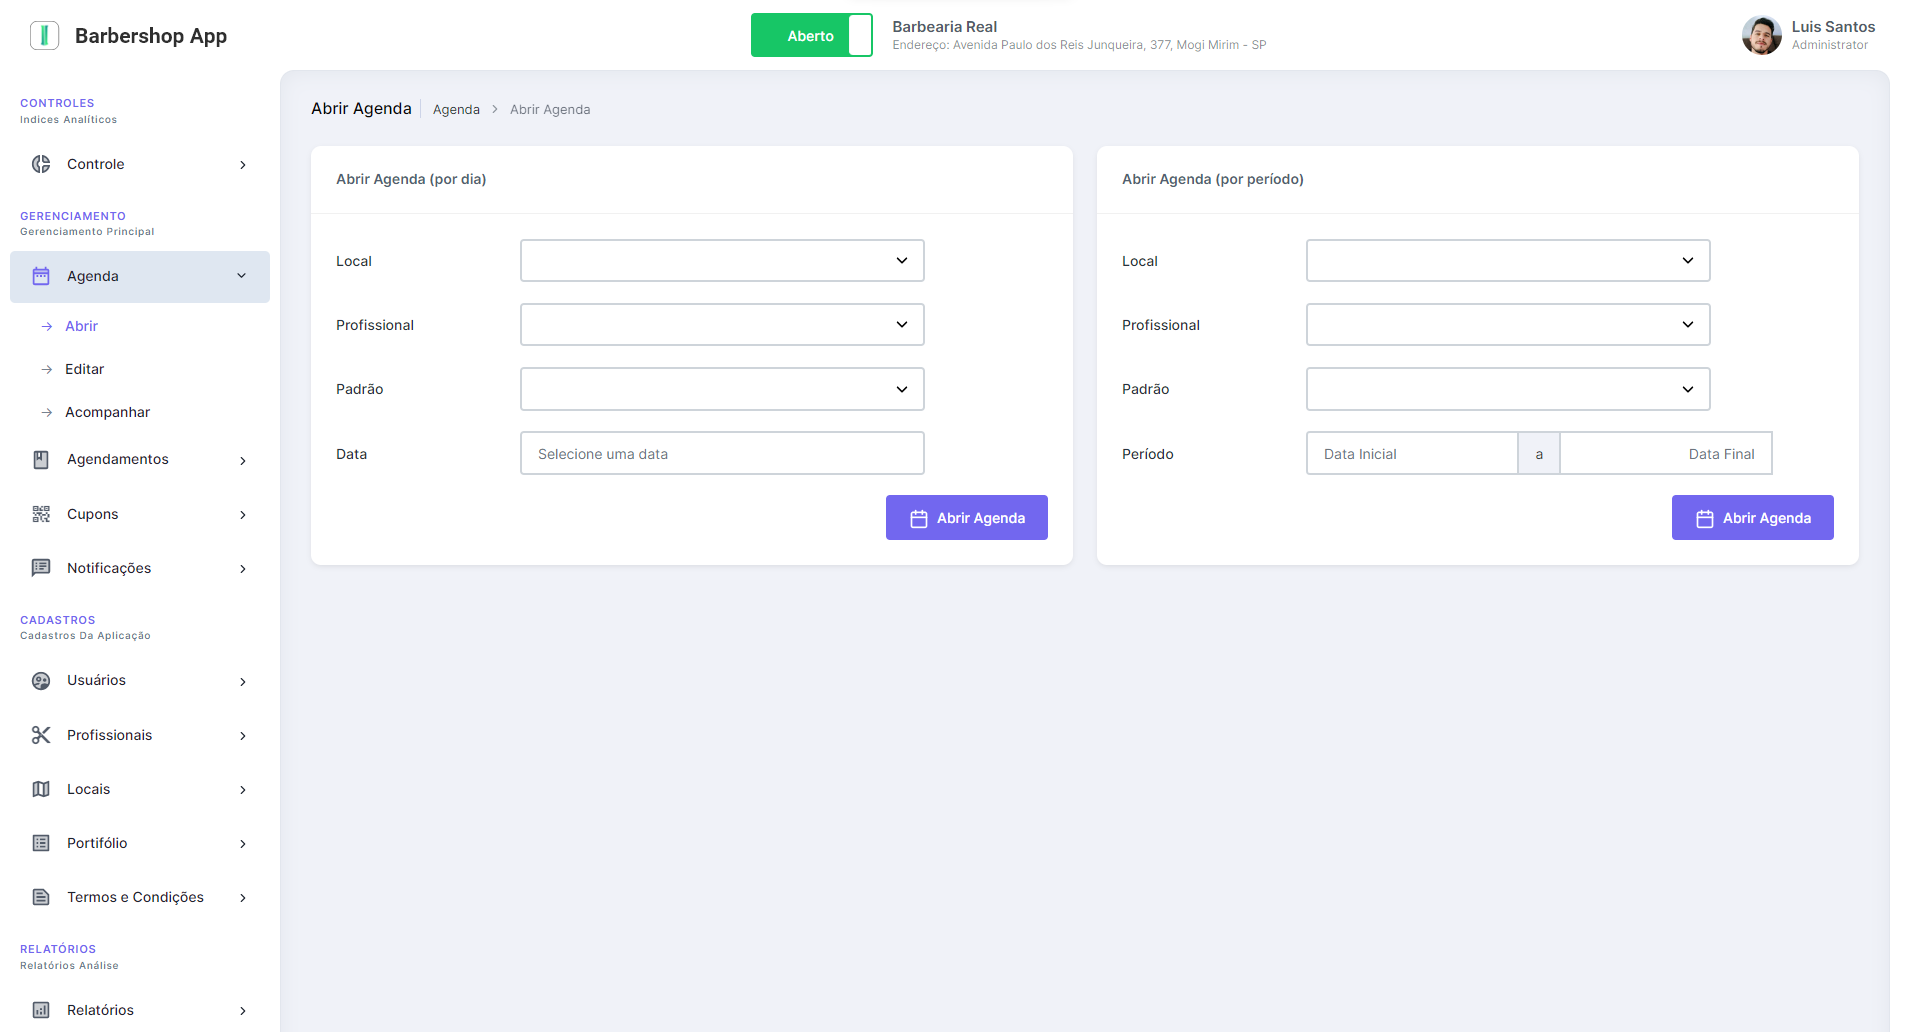 Barbershop App
Aberto
Barbearia Real
Endereço: Avenida Paulo dos Reis Junqueira, 377, Mogi Mirim - SP
Luis Santos
Administrator
CONTROLES
Indices Analíticos
Controle
GERENCIAMENTO
Gerenciamento Principal
Agenda
Abrir
Editar
Acompanhar
Agendamentos
Cupons
Notificações
CADASTROS
Cadastros Da Aplicação
Usuários
Profissionais
Locais
Portifólio
Termos e Condições
RELATÓRIOS
Relatórios Análise
Relatórios
Abrir Agenda
Agenda > Abrir Agenda
Abrir Agenda (por dia)
Local
Profissional
Padrão
Data
Selecione uma data
Abrir Agenda
Abrir Agenda (por período)
Local
Profissional
Padrão
Período
Data Inicial a Data Final
Abrir Agenda